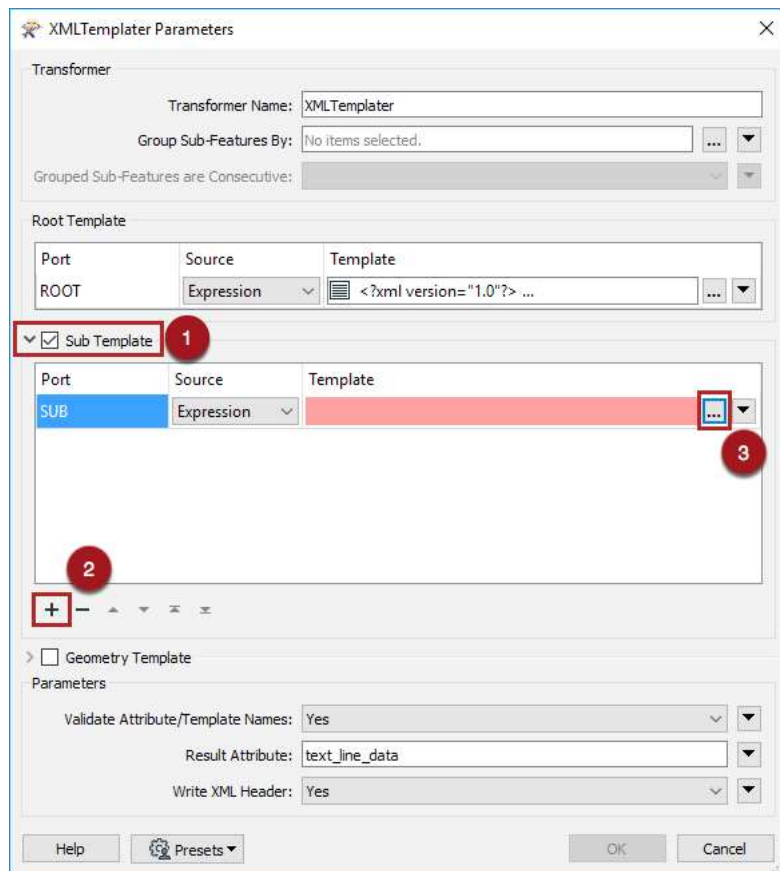 XMLTemplater Parameters
Transformer
Transformer Name: XMLTemplater
Group Sub-Features By: No items selected. ...
Grouped Sub-Features are Consecutive:
Root Template
Port Source Template
ROOT Expression <?xml version="1.0"?> ... ...
Sub Template 1
Port Source Template
SUB Expression ...
3
2
Geometry Template
Parameters
Validate Attribute/Template Names: Yes
Result Attribute: text_line_data
Write XML Header: Yes
Help Presets OK Cancel